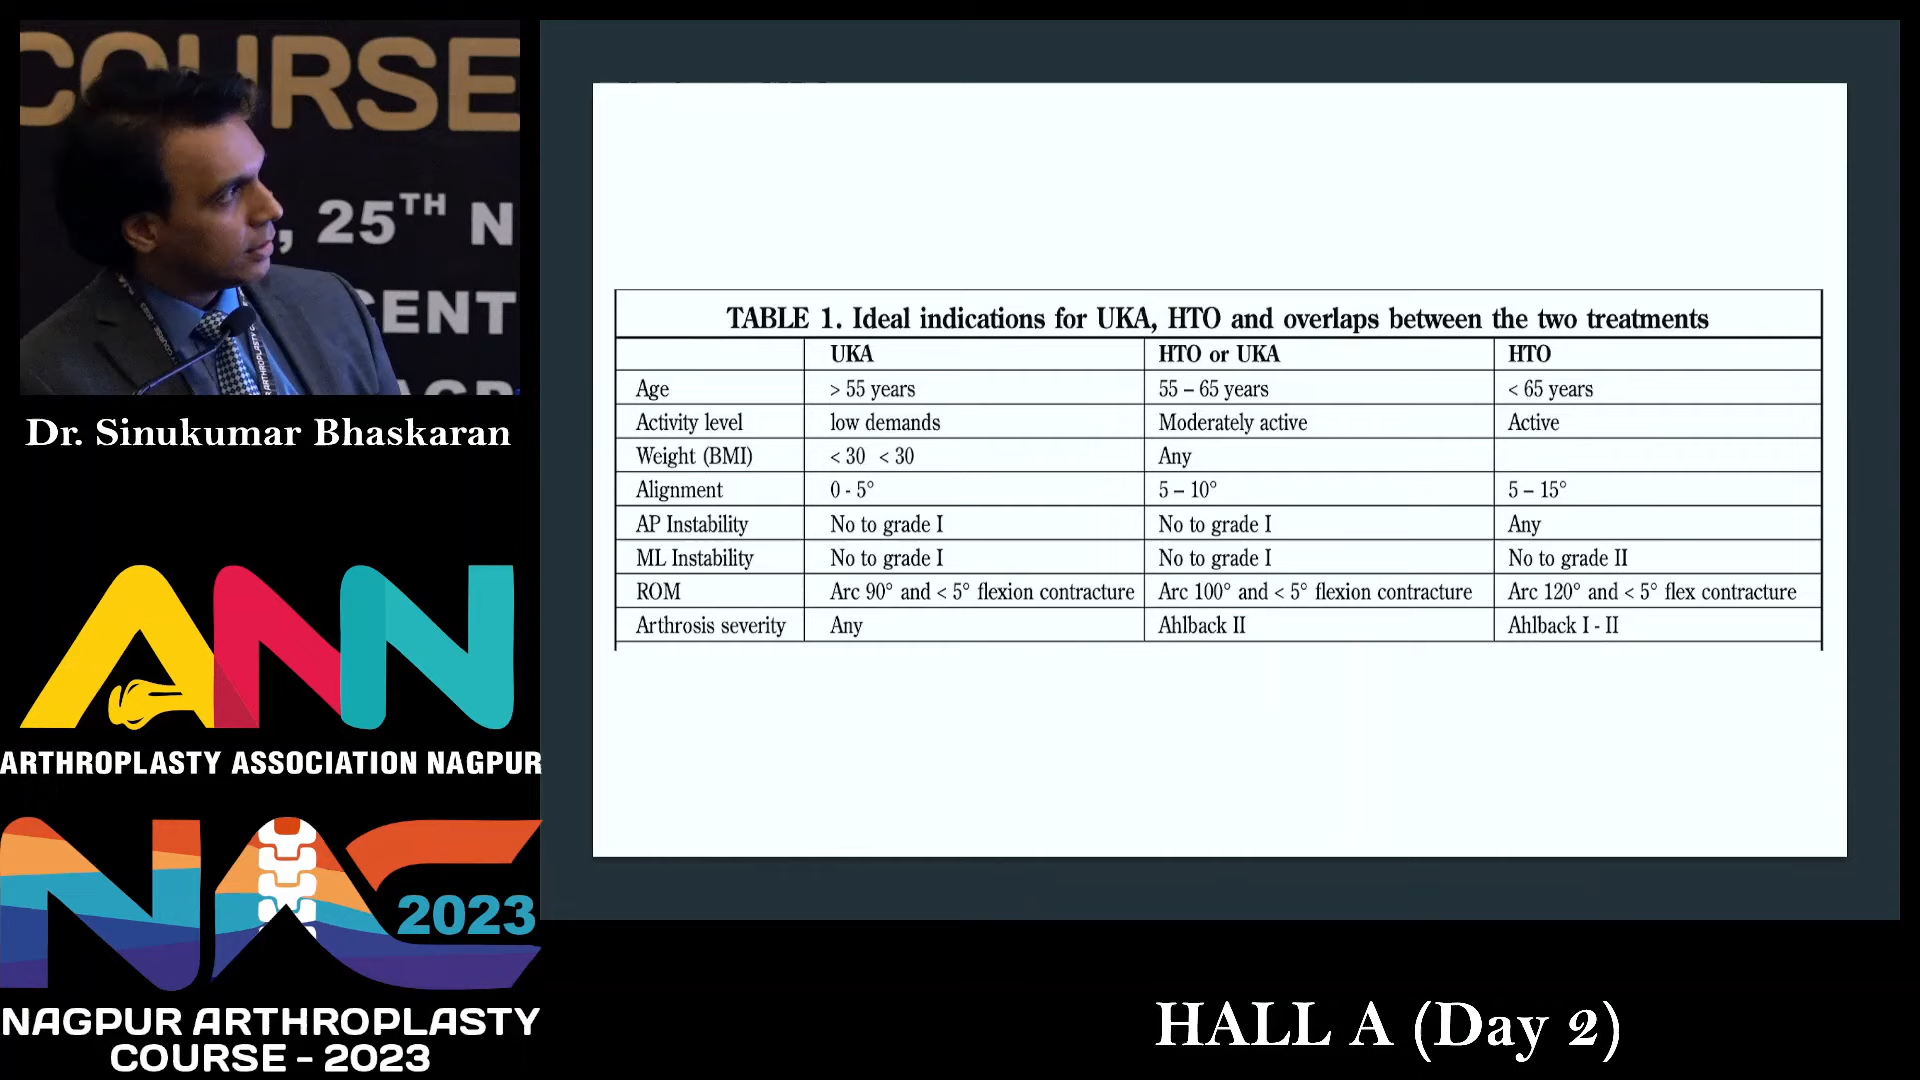 COURSE
, 25TH N
CENT
AGP
Dr. Sinukumar Bhaskaran
ANN
ARTHROPLASTY ASSOCIATION NAGPUR
NAC
2023
NAGPUR ARTHROPLASTY
COURSE - 2023
TABLE 1. Ideal indications for UKA, HTO and overlaps between the two treatments
UKA HTO or UKA HTO
Age > 55 years 55 – 65 years < 65 years
Activity level low demands Moderately active Active
Weight (BMI) < 30 < 30 Any
Alignment 0 - 5° 5 – 10° 5 – 15°
AP Instability No to grade I No to grade I Any
ML Instability No to grade I No to grade I No to grade II
ROM Arc 90° and < 5° flexion contracture Arc 100° and < 5° flexion contracture Arc 120° and < 5° flex contracture
Arthrosis severity Any Ahlback II Ahlback I - II
HALL A (Day 2)